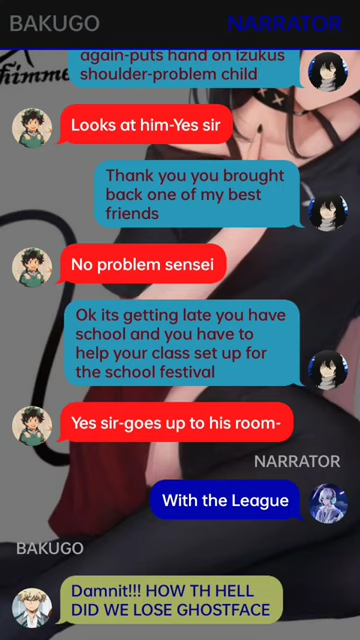 BAKUGO
NARRATOR
again-puts hand on izukus
shoulder-problem child
himme
Looks at him-Yes sir
Thank you you brought
back one of my best
friends
No problem sensei
Ok its getting late you have
school and you have to
help your class set up for
the school festival
Yes sir-goes up to his room-
NARRATOR
With the League
BAKUGO
Damnit!!! HOW TH HELL
DID WE LOSE GHOSTFACE